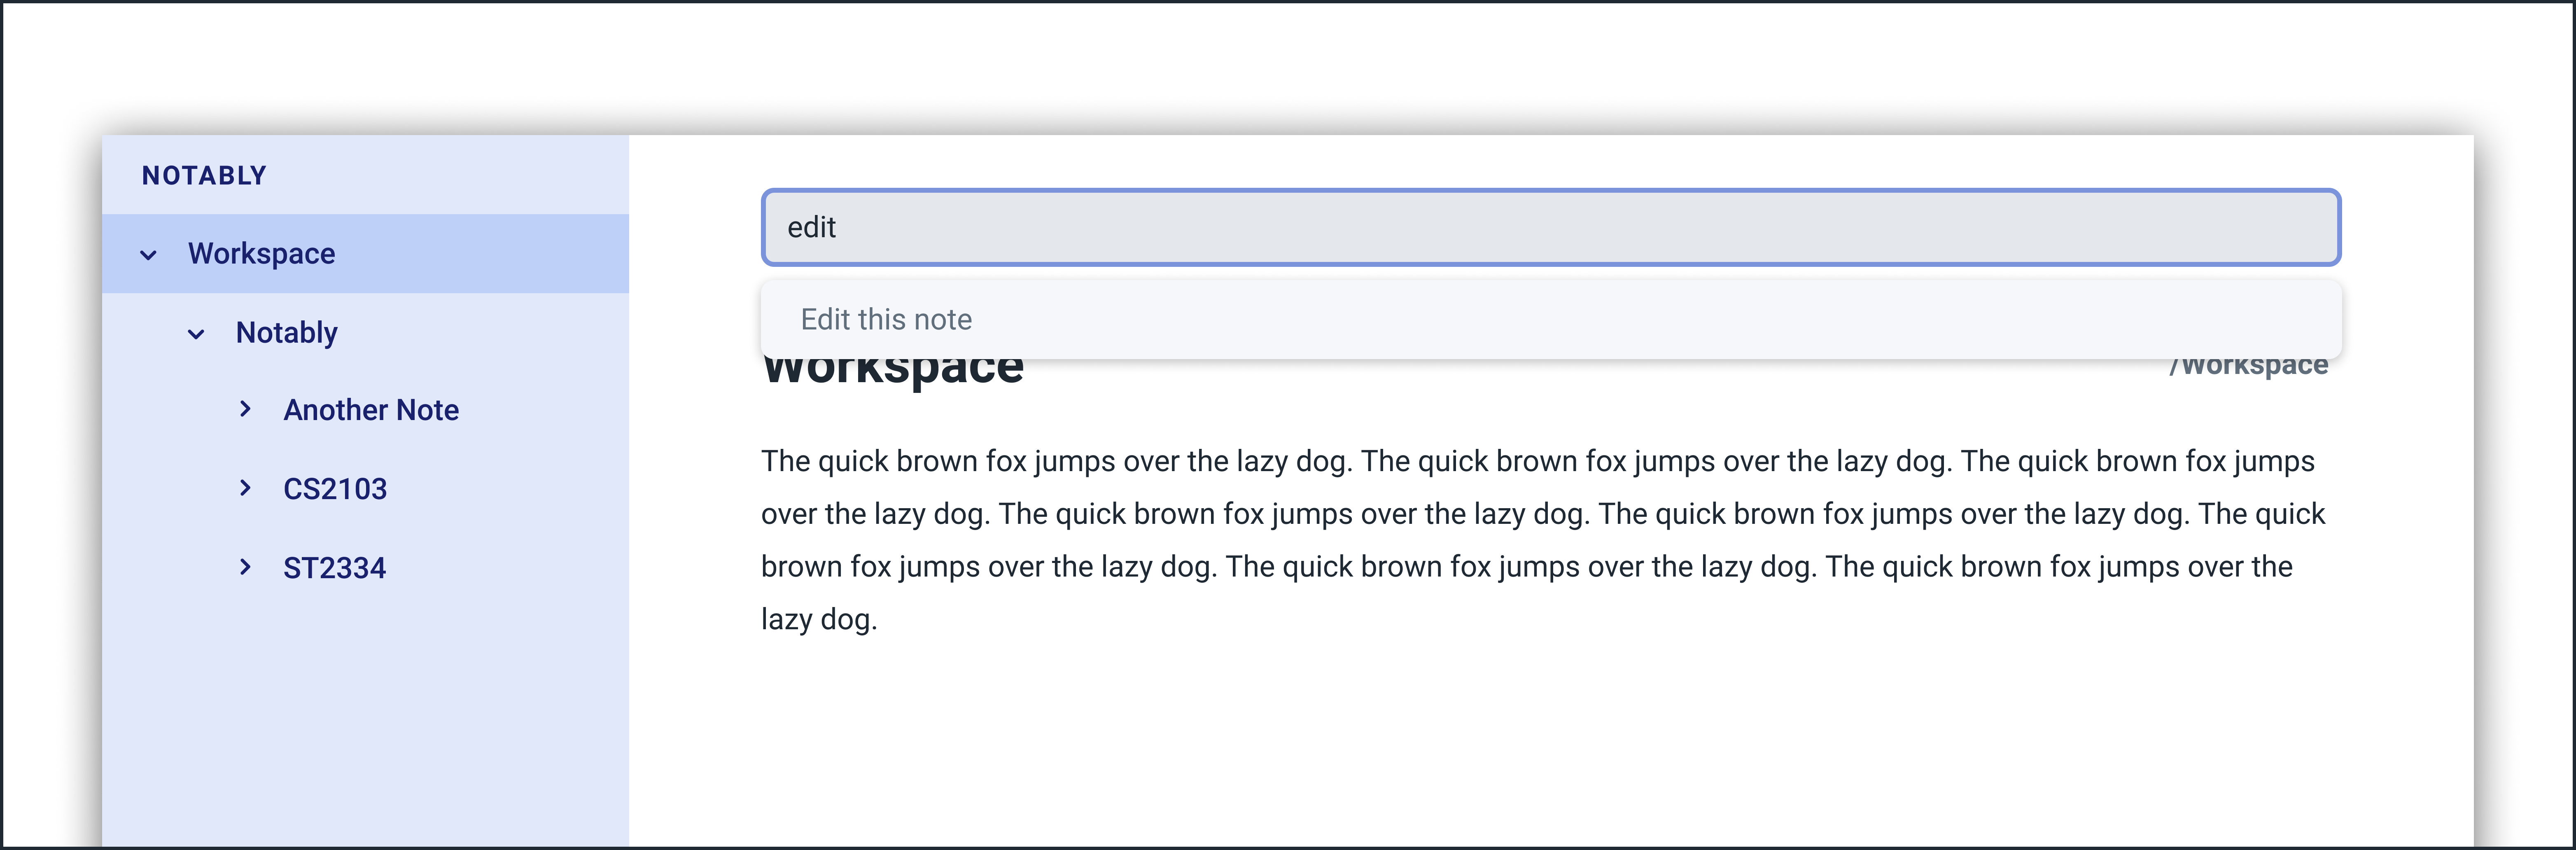 NOTABLY
Workspace
Notably
Another Note
CS2103
ST2334
edit
Edit this note
Workspace
/Workspace
The quick brown fox jumps over the lazy dog. The quick brown fox jumps over the lazy dog. The quick brown fox jumps
over the lazy dog. The quick brown fox jumps over the lazy dog. The quick brown fox jumps over the lazy dog. The quick
brown fox jumps over the lazy dog. The quick brown fox jumps over the lazy dog. The quick brown fox jumps over the
lazy dog.